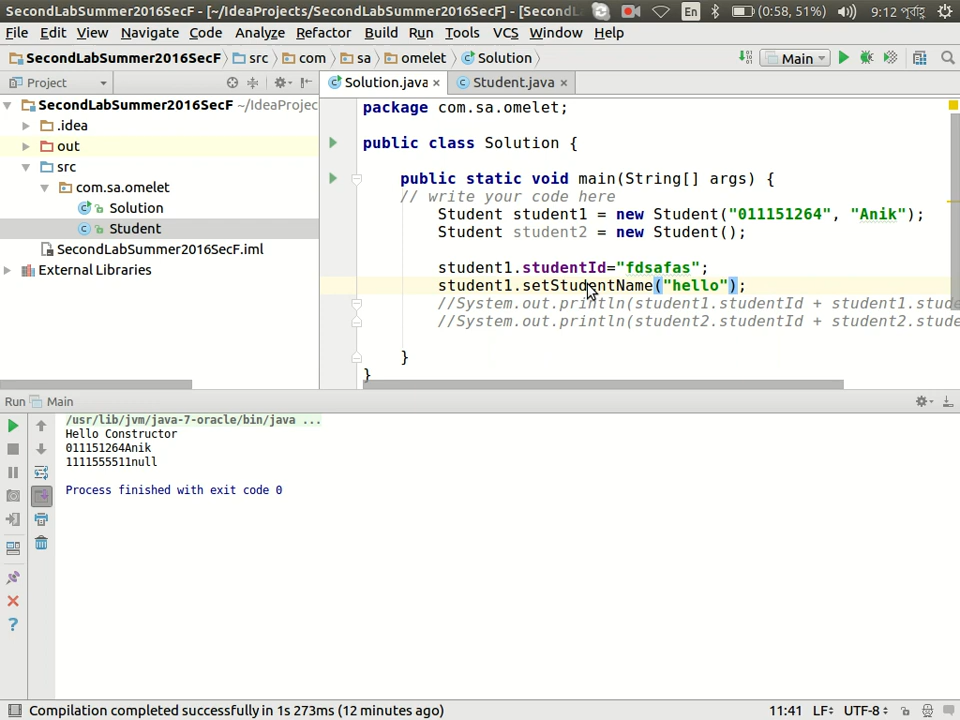 SecondLabSummer2016SecF - [~/IdeaProjects/SecondLabSummer2016SecF] - [Second
En (0:58, 51%) 9:12 পূর্বাহ্ণ
File Edit View Navigate Code Analyze Refactor Build Run Tools VCS Window Help
SecondLabSummer2016SecF src com sa omelet Solution Main
Project Solution.java Student.java
SecondLabSummer2016SecF ~/IdeaProjec
.idea
out
src
com.sa.omelet
Solution
Student
SecondLabSummer2016SecF.iml
External Libraries
package com.sa.omelet;
public class Solution {
public static void main(String[] args) {
// write your code here
Student student1 = new Student("011151264", "Anik");
Student student2 = new Student();
student1.studentId="fdsafas";
student1.setStudentName("hello");
//System.out.println(student1.studentId + student1.stude
//System.out.println(student2.studentId + student2.stude
}
}
Run Main
/usr/lib/jvm/java-7-oracle/bin/java ...
Hello Constructor
011151264Anik
1111555511null
Process finished with exit code 0
Compilation completed successfully in 1s 273ms (12 minutes ago) 11:41 LF UTF-8